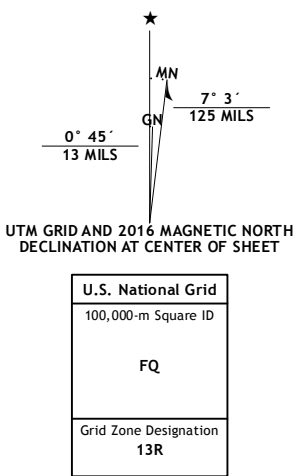 MN
7° 3´
125 MILS
GN
0° 45´
13 MILS
UTM GRID AND 2016 MAGNETIC NORTH
DECLINATION AT CENTER OF SHEET
U.S. National Grid
100,000-m Square ID
FQ
Grid Zone Designation
13R